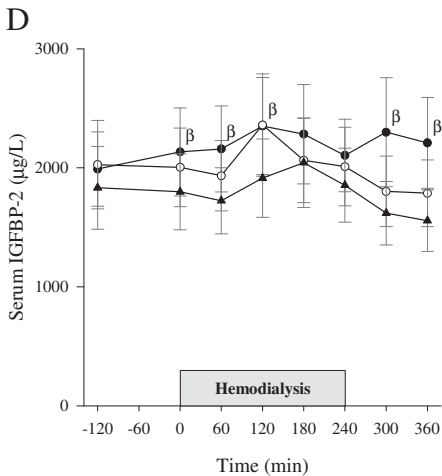 D
3000
2000
1000
0
Serum IGFBP-2 (µg/L)
β
β
β
β
β
Hemodialysis
-120 -60 0 60 120 180 240 300 360
Time (min)